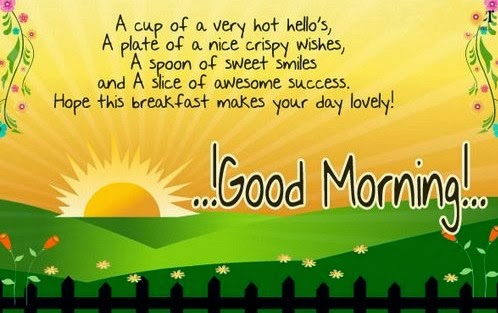 A cup of a very hot hello's,
A plate of a nice crispy wishes,
A spoon of sweet smiles
and A slice of awesome success.
Hope this breakfast makes your day lovely!
...!Good Morning!...